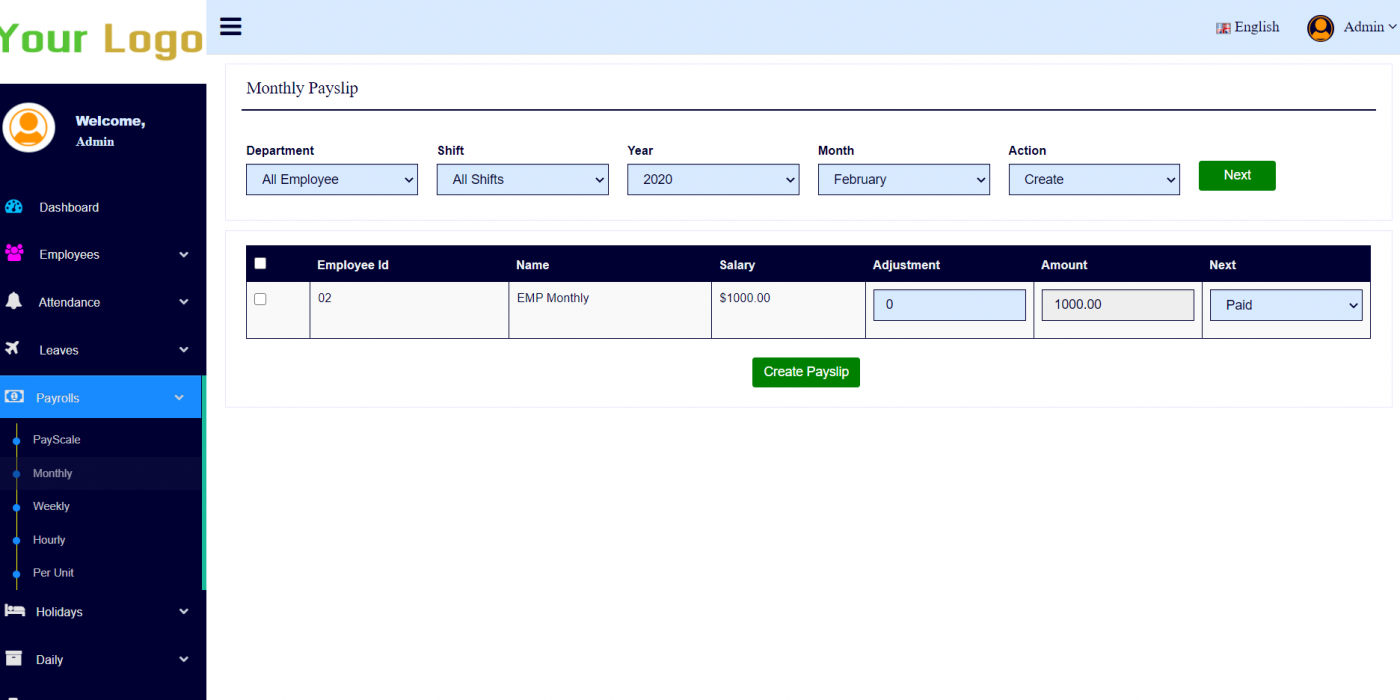 Your Logo
English
Admin
Welcome,
Admin
Dashboard
Employees
Attendance
Leaves
Payrolls
PayScale
Monthly
Weekly
Hourly
Per Unit
Holidays
Daily
Monthly Payslip
Department Shift Year Month Action
All Employee All Shifts 2020 February Create Next
Employee Id Name Salary Adjustment Amount Next
02 EMP Monthly $1000.00 0 1000.00 Paid
Create Payslip